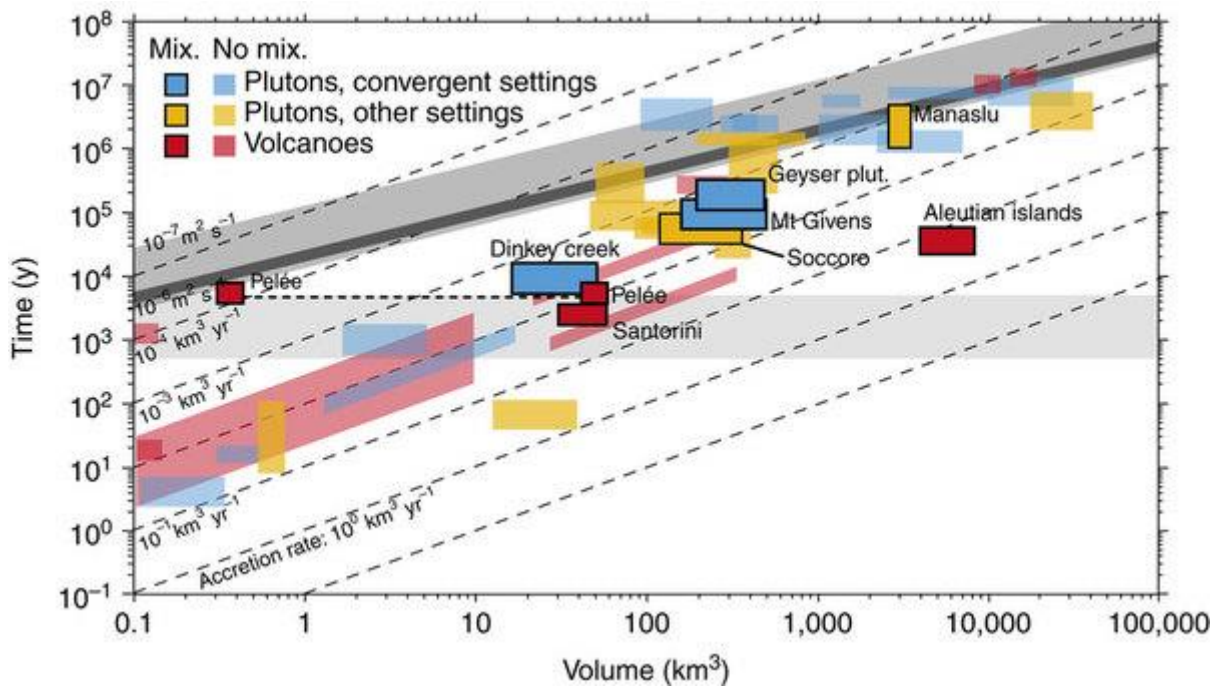 Mix. No mix.
Plutons, convergent settings
Plutons, other settings
Volcanoes
10⁸
10⁷
10⁶
10⁵
10⁴
10³
10²
10¹
10⁰
10⁻¹
Time (y)
Manaslu
Geyser plut.
Mt Givens
Aleutian islands
Soccoro
Dinkey creek
Pelée
Pelée
Santorini
10⁻⁷ m² s⁻¹
10⁻⁶ m² s
10⁻⁴ km³ yr⁻¹
10⁻³ km³ yr⁻¹
10⁻¹ km³ yr⁻¹
Accretion rate: 10⁰ km³ yr⁻¹
0.1 1 10 100 1,000 10,000 100,000
Volume (km³)